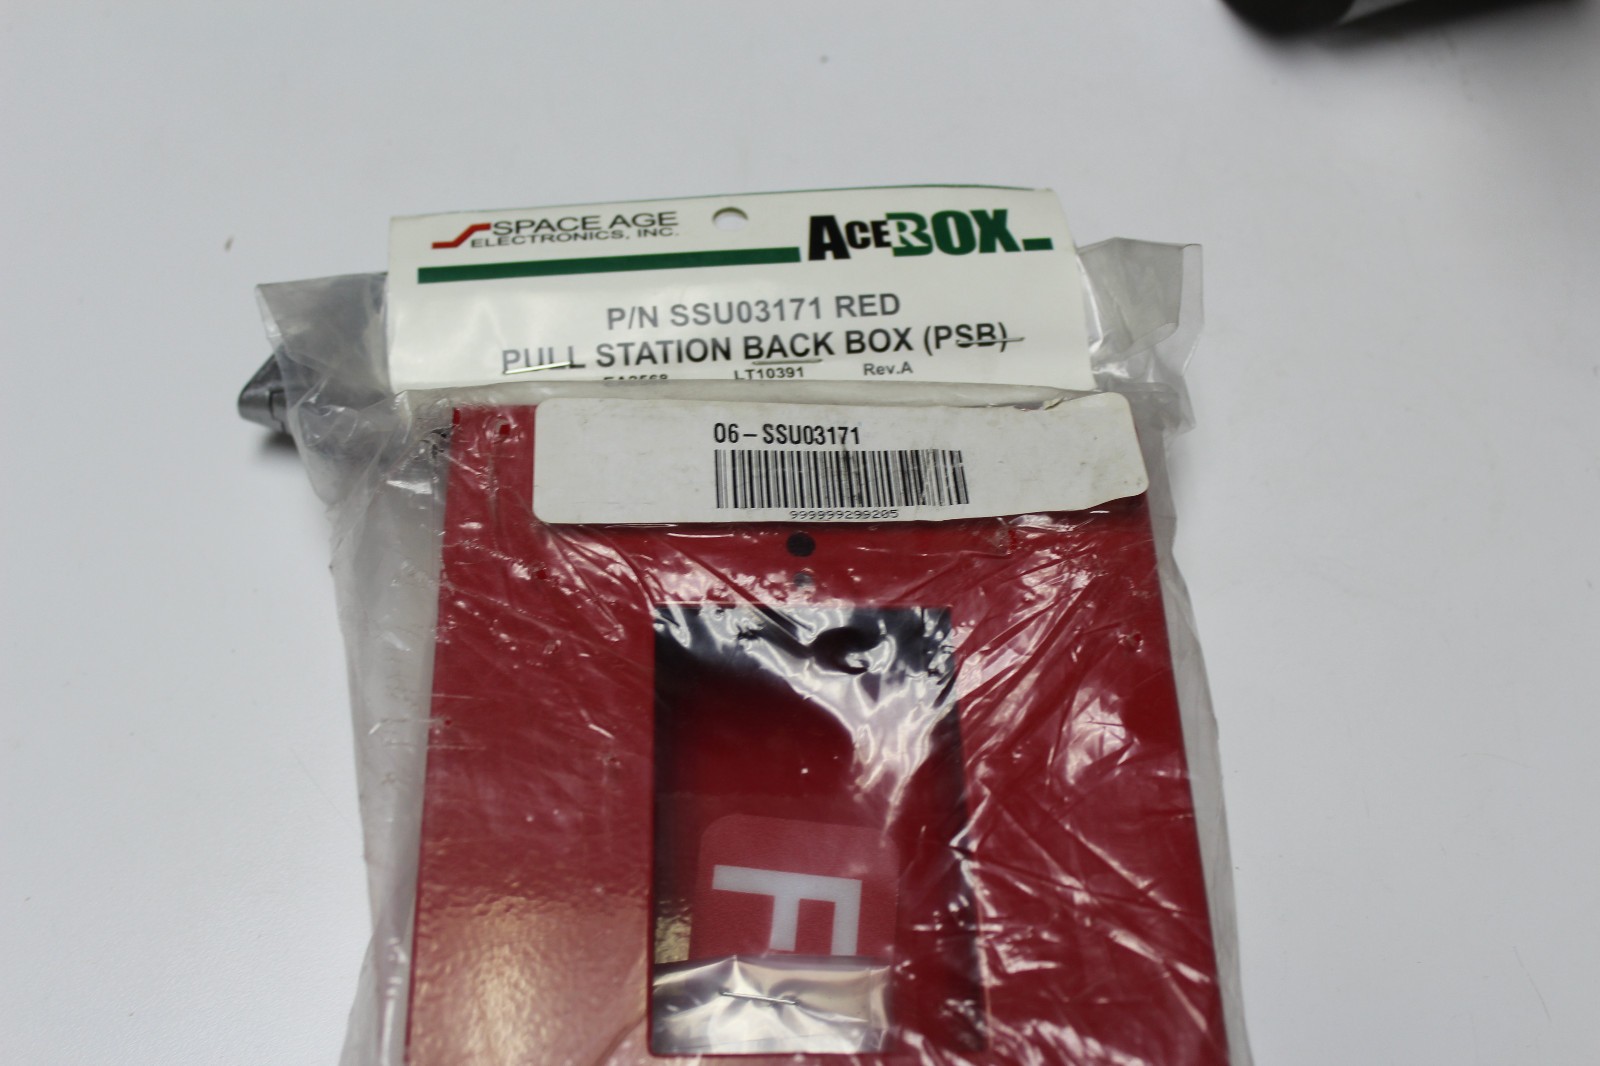 SPACE AGE
ELECTRONICS, INC.
ACEBOX
P/N SSU03171 RED
PULL STATION BACK BOX (PSB)
LT10391 Rev.A
06-SSU03171
999999299205
F